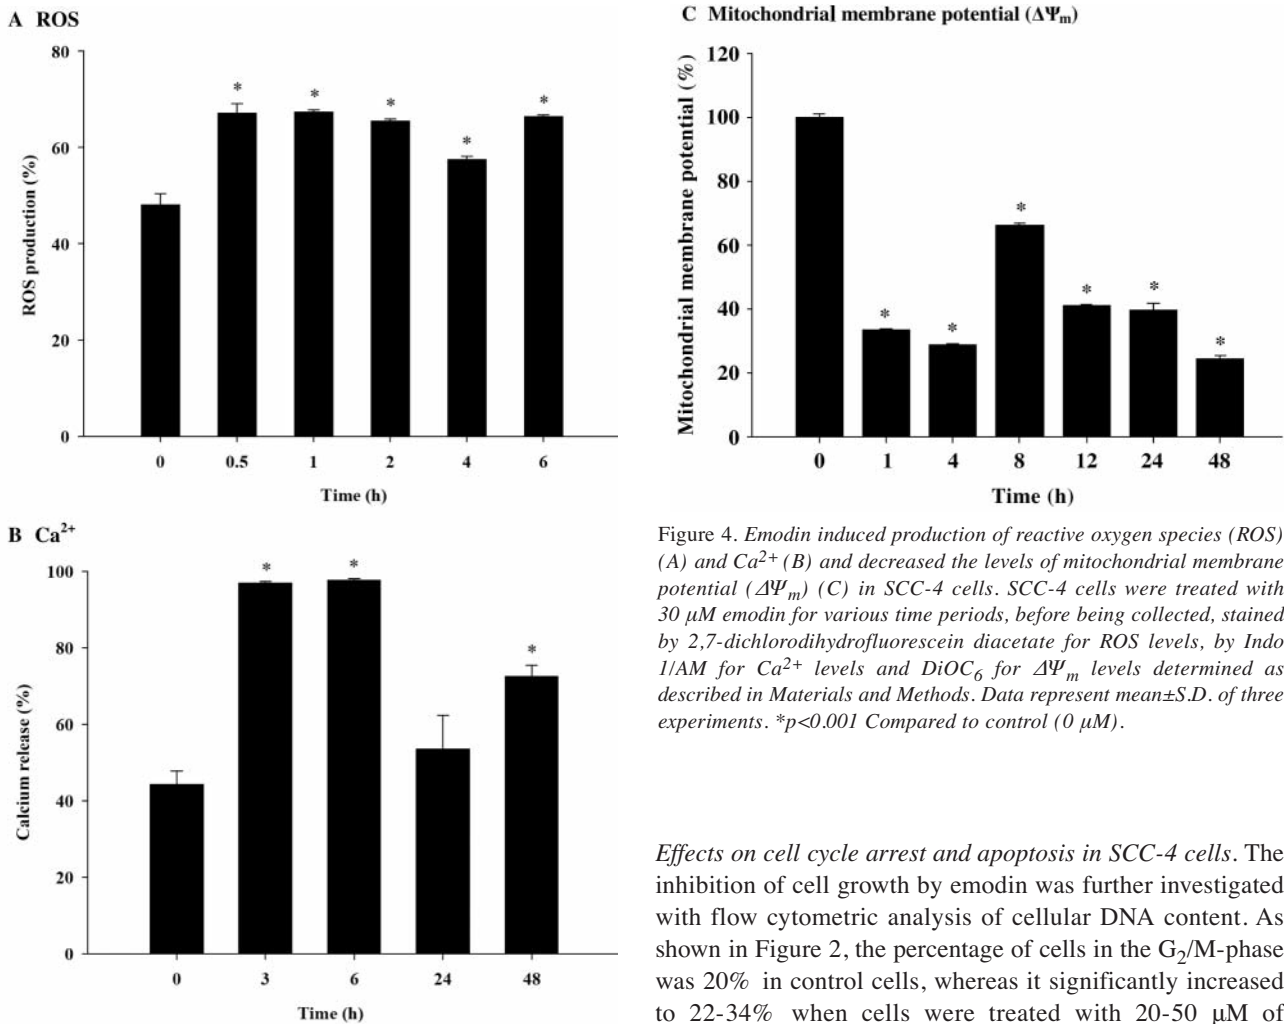 A ROS
80
60
40
20
0
ROS production (%)
*
*
*
*
*
0 0.5 1 2 4 6
Time (h)
B Ca²⁺
100
80
60
40
20
0
Calcium release (%)
*
*
*
0 3 6 24 48
Time (h)
C Mitochondrial membrane potential (ΔΨₘ)
120
100
80
60
40
20
0
Mitochondrial membrane potential (%)
*
*
*
*
*
*
0 1 4 8 12 24 48
Time (h)
Figure 4. Emodin induced production of reactive oxygen species (ROS)
(A) and Ca²⁺ (B) and decreased the levels of mitochondrial membrane
potential (ΔΨₘ) (C) in SCC-4 cells. SCC-4 cells were treated with
30 μM emodin for various time periods, before being collected, stained
by 2,7-dichlorodihydrofluorescein diacetate for ROS levels, by Indo
1/AM for Ca²⁺ levels and DiOC₆ for ΔΨₘ levels determined as
described in Materials and Methods. Data represent mean±S.D. of three
experiments. *p<0.001 Compared to control (0 μM).
Effects on cell cycle arrest and apoptosis in SCC-4 cells. The
inhibition of cell growth by emodin was further investigated
with flow cytometric analysis of cellular DNA content. As
shown in Figure 2, the percentage of cells in the G₂/M-phase
was 20% in control cells, whereas it significantly increased
to 22-34% when cells were treated with 20-50 μM of